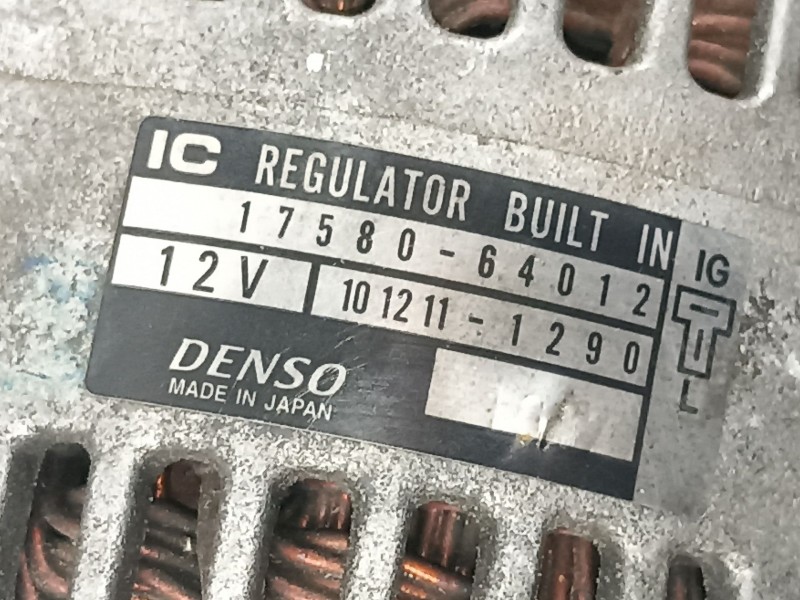 IC REGULATOR BUILT IN
17580-64012
12V 101211-1290
DENSO
MADE IN JAPAN
IG
L